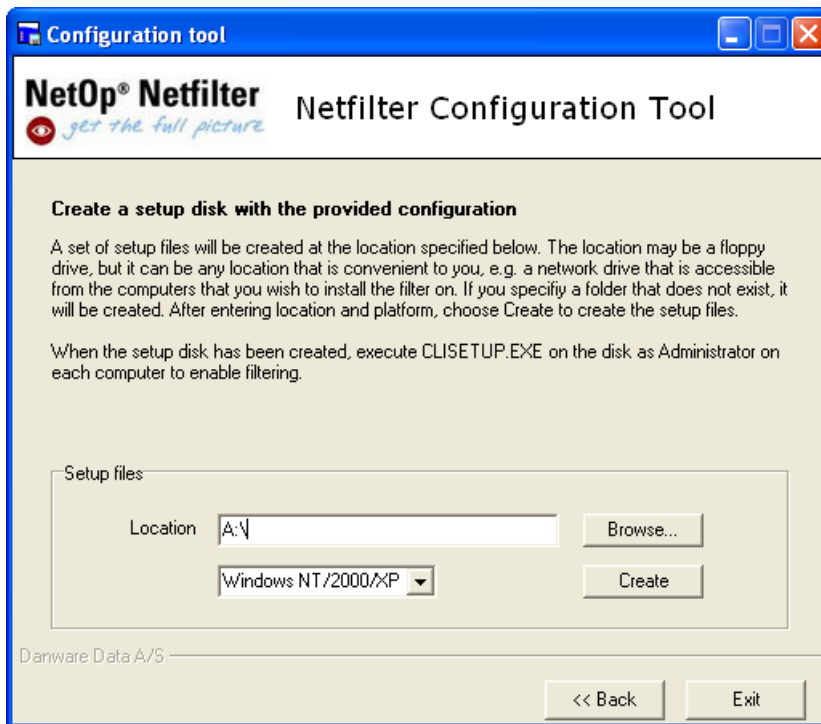 Configuration tool
NetOp® Netfilter
get the full picture
Netfilter Configuration Tool
Create a setup disk with the provided configuration
A set of setup files will be created at the location specified below. The location may be a floppy
drive, but it can be any location that is convenient to you, e.g. a network drive that is accessible
from the computers that you wish to install the filter on. If you specifiy a folder that does not exist, it
will be created. After entering location and platform, choose Create to create the setup files.
When the setup disk has been created, execute CLISETUP.EXE on the disk as Administrator on
each computer to enable filtering.
Setup files
Location
A:\
Browse...
Windows NT/2000/XP
Create
Danware Data A/S
<< Back
Exit